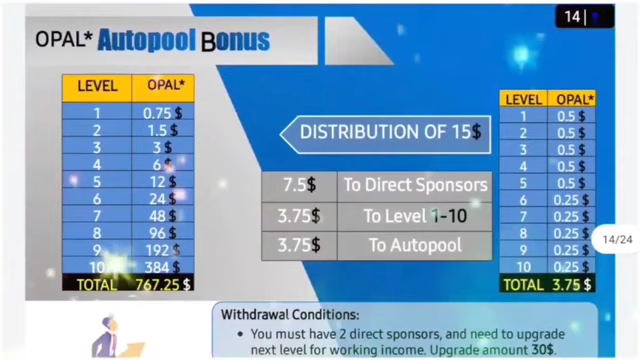 14|
OPAL* Autopool Bonus
LEVEL OPAL*
1 0.75 $
2 1.5 $
3 3 $
4 6 $
5 12 $
6 24 $
7 48 $
8 96 $
9 192 $
10 384 $
TOTAL 767.25 $
DISTRIBUTION OF 15$
7.5$ To Direct Sponsors
3.75$ To Level 1-10
3.75$ To Autopool
LEVEL OPAL*
1 0.5 $
2 0.5 $
3 0.5 $
4 0.5 $
5 0.5 $
6 0.25 $
7 0.25 $
8 0.25 $
9 0.25 $
10 0.25 $
TOTAL 3.75 $
14/24
Withdrawal Conditions:
• You must have 2 direct sponsors, and need to upgrade
next level for working income. Upgrade amount 30$.